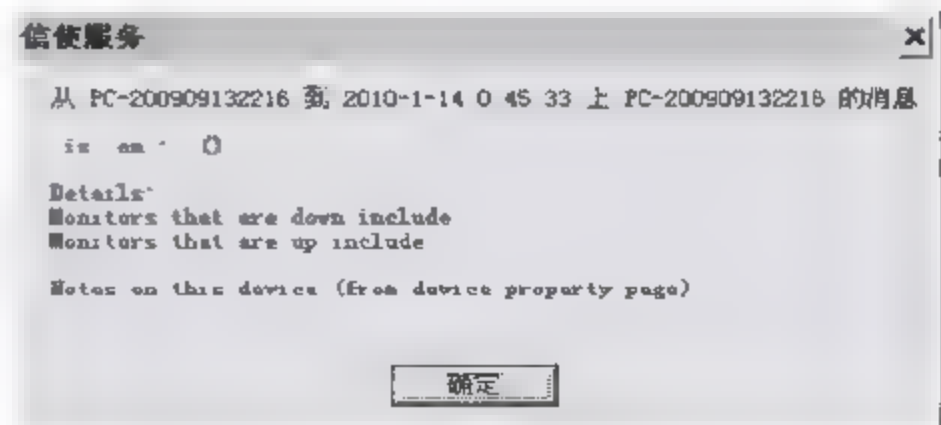 信使服务
从 PC-200909132216 到 2010-1-14 0 45 33 上 PC-200909132216 的消息
is
Details
Monitors that are down include
Monitors that are up include
Notes on this device (from device property page)
确定